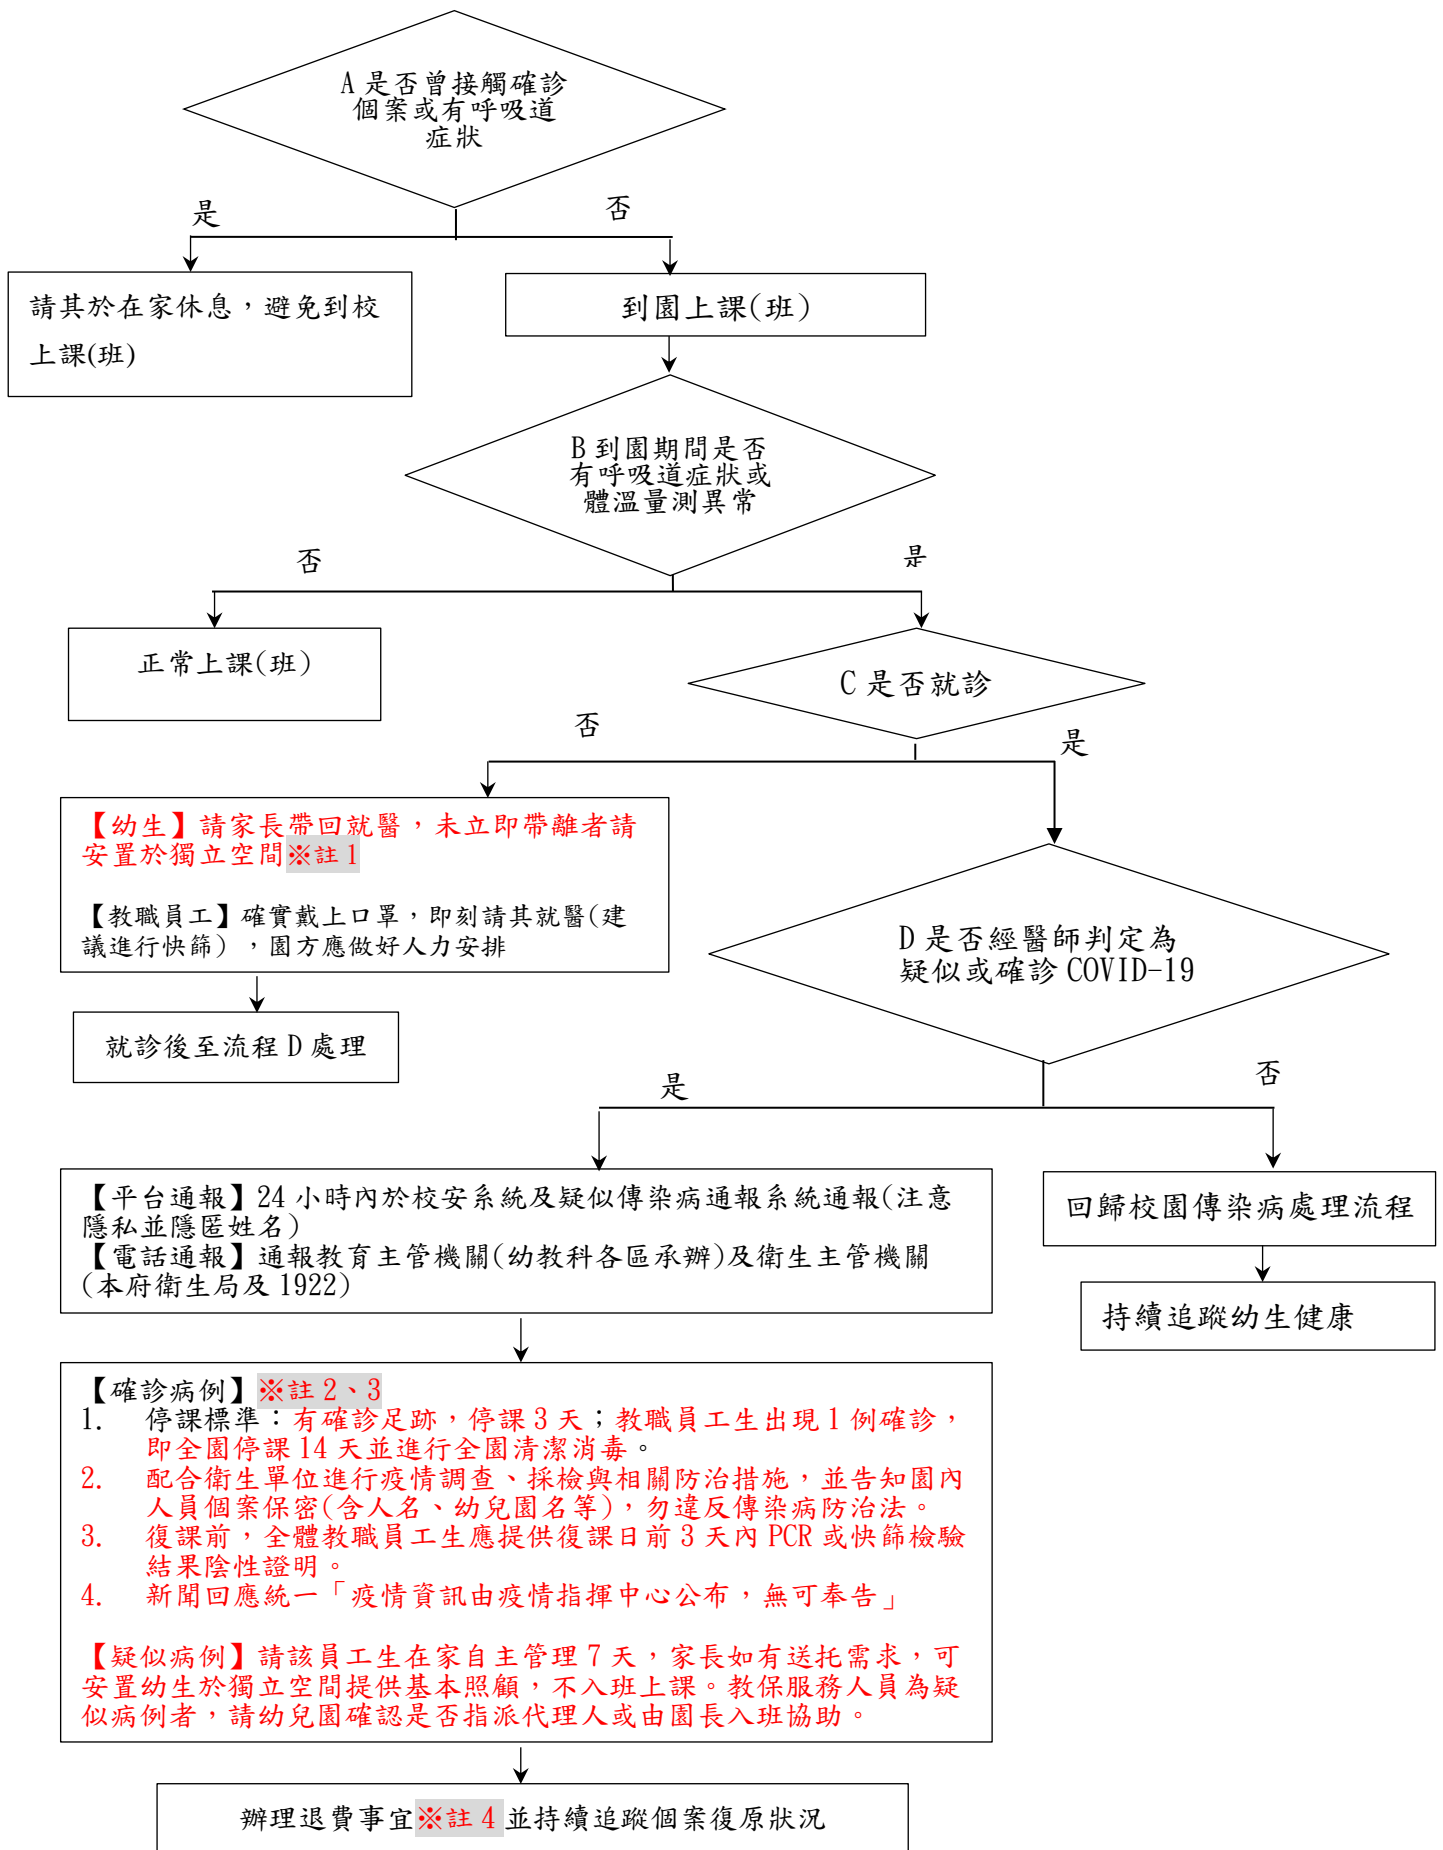 A 是否曾接觸確診
個案或有呼吸道
症狀
是
否
請其於在家休息，避免到校
上課(班)
到園上課(班)
B 到園期間是否
有呼吸道症狀或
體溫量測異常
否
是
正常上課(班)
C 是否就診
否
是
【幼生】請家長帶回就醫，未立即帶離者請
安置於獨立空間※註 1
【教職員工】確實戴上口罩，即刻請其就醫(建
議進行快篩)，園方應做好人力安排
D 是否經醫師判定為
疑似或確診 COVID-19
就診後至流程 D 處理
是
否
【平台通報】24 小時內於校安系統及疑似傳染病通報系統通報(注意
隱私並隱匿姓名)
【電話通報】通報教育主管機關(幼教科各區承辦)及衛生主管機關
(本府衛生局及 1922)
回歸校園傳染病處理流程
持續追蹤幼生健康
【確診病例】※註 2、3
1. 停課標準：有確診足跡，停課 3 天；教職員工生出現 1 例確診，
即全園停課 14 天並進行全園清潔消毒。
2. 配合衛生單位進行疫情調查、採檢與相關防治措施，並告知園內
人員個案保密(含人名、幼兒園名等)，勿違反傳染病防治法。
3. 復課前，全體教職員工生應提供復課日前 3 天內 PCR 或快篩檢驗
結果陰性證明。
4. 新聞回應統一「疫情資訊由疫情指揮中心公布，無可奉告」
【疑似病例】請該員工生在家自主管理 7 天，家長如有送托需求，可
安置幼生於獨立空間提供基本照顧，不入班上課。教保服務人員為疑
似病例者，請幼兒園確認是否指派代理人或由園長入班協助。
辦理退費事宜※註 4 並持續追蹤個案復原狀況